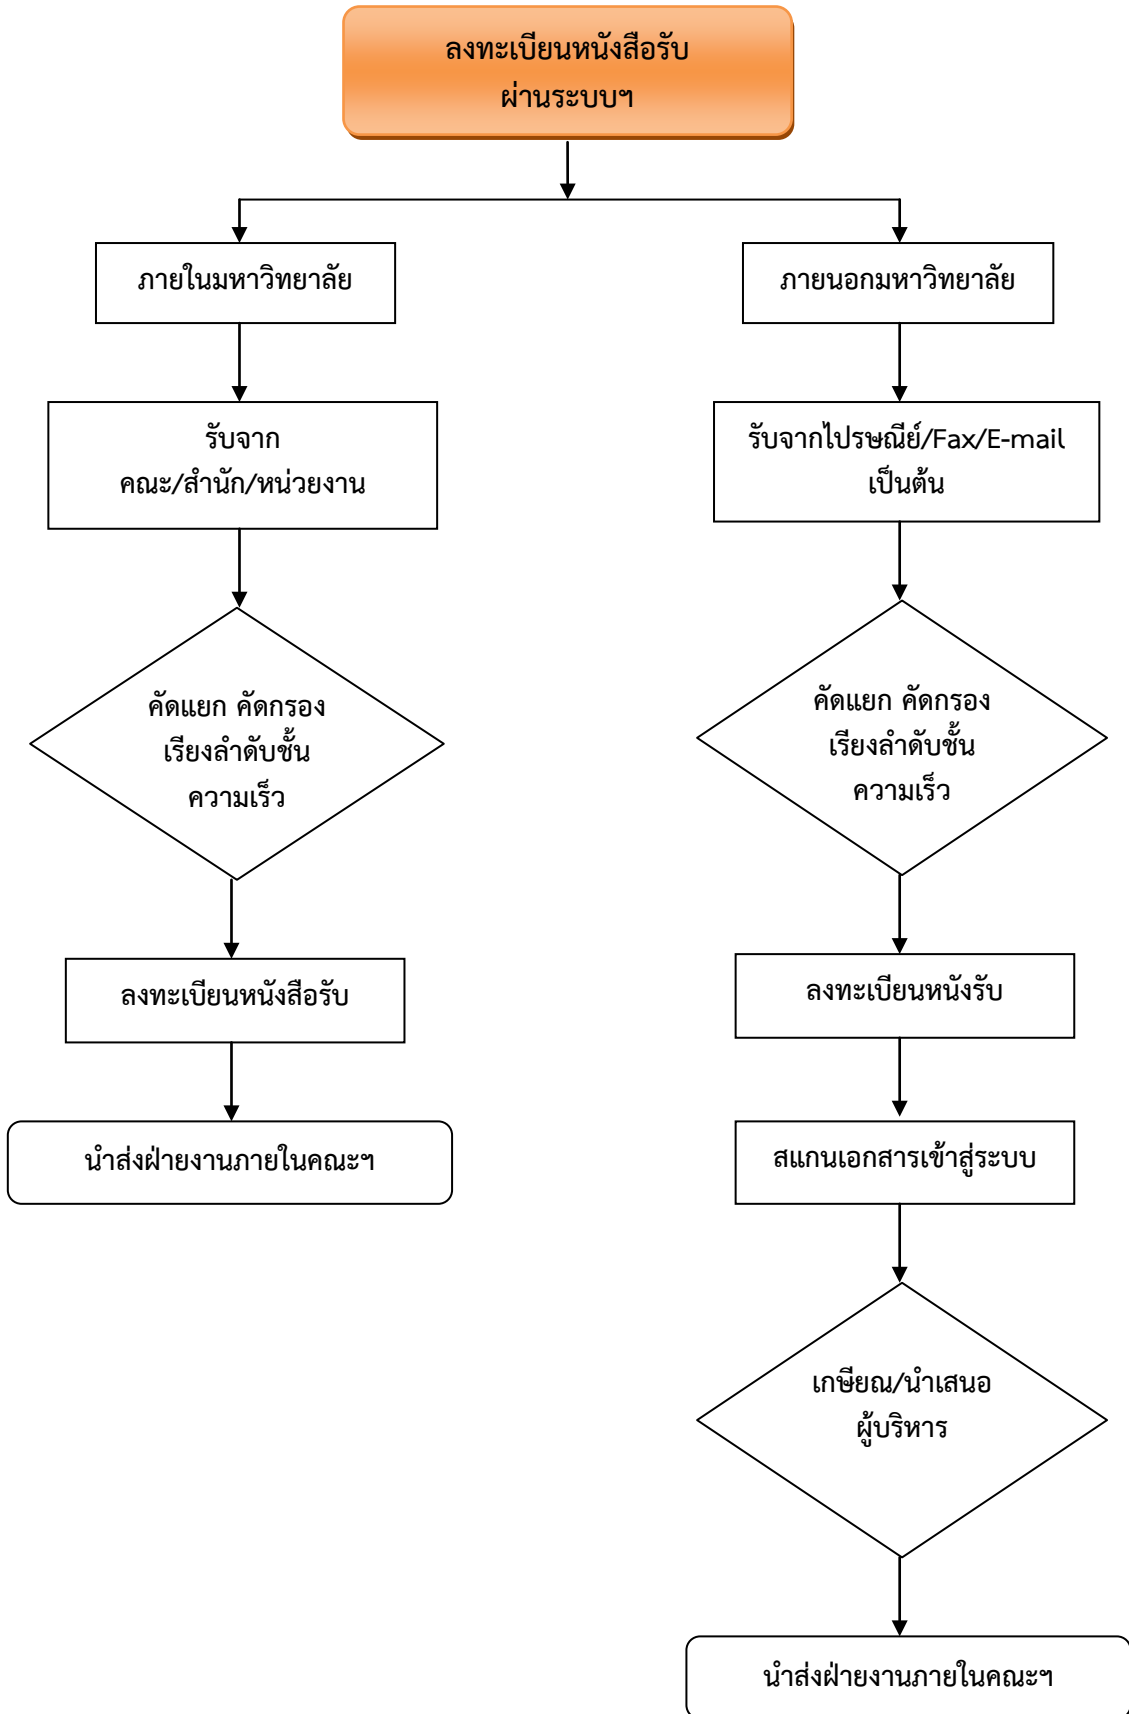 ลงทะเบียนหนังสือรับ
ผ่านระบบฯ
ภายในมหาวิทยาลัย
รับจาก
คณะ/สำนัก/หน่วยงาน
คัดแยก คัดกรอง
เรียงลำดับชั้น
ความเร็ว
ลงทะเบียนหนังสือรับ
นำส่งฝ่ายงานภายในคณะฯ
ภายนอกมหาวิทยาลัย
รับจากไปรษณีย์/Fax/E-mail
เป็นต้น
คัดแยก คัดกรอง
เรียงลำดับชั้น
ความเร็ว
ลงทะเบียนหนังรับ
สแกนเอกสารเข้าสู่ระบบ
เกษียณ/นำเสนอ
ผู้บริหาร
นำส่งฝ่ายงานภายในคณะฯ